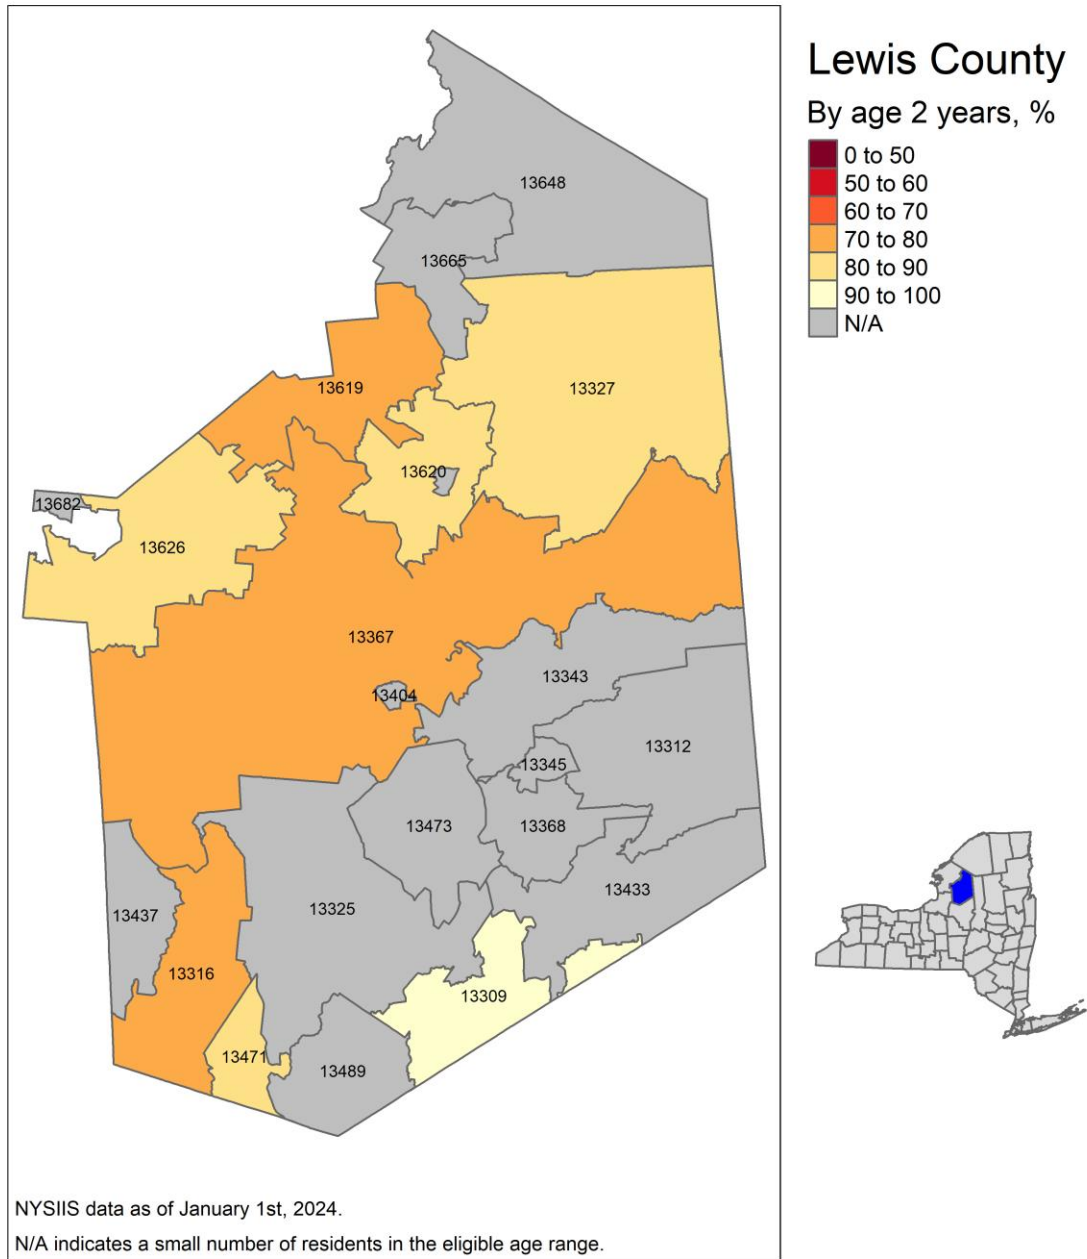 Lewis County
By age 2 years, %
0 to 50
50 to 60
60 to 70
70 to 80
80 to 90
90 to 100
N/A
13648
13665
13619
13327
13620
13682
13626
13367
13343
13404
13312
13345
13473
13368
13433
13325
13437
13316
13309
13471
13489
NYSIIS data as of January 1st, 2024.
N/A indicates a small number of residents in the eligible age range.